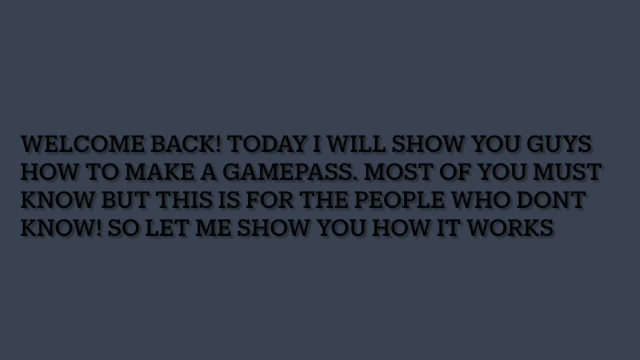 WELCOME BACK! TODAY I WILL SHOW YOU GUYS
HOW TO MAKE A GAMEPASS. MOST OF YOU MUST
KNOW BUT THIS IS FOR THE PEOPLE WHO DONT
KNOW! SO LET ME SHOW YOU HOW IT WORKS